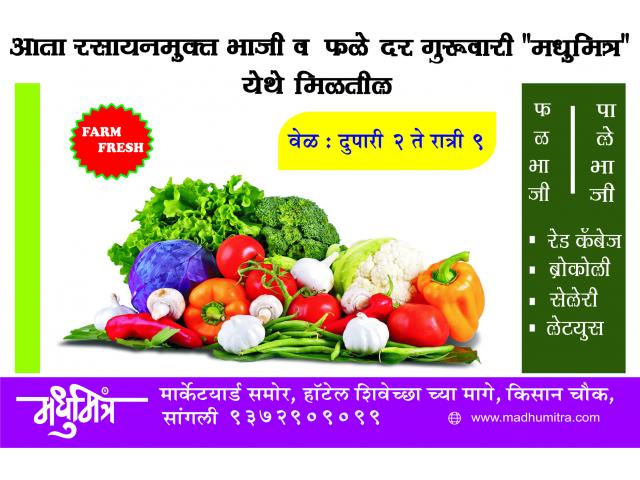 आता रसायनमुक्त भाजी व फळे दर गुरूवारी "मधुमित्र"
येथे मिळतील
FARM
FRESH
वेळ : दुपारी २ ते रात्री ९
फळभाजी | पालेभाजी
▪ रेड कॅबेज
▪ ब्रोकोली
▪ सेलेरी
▪ लेटयुस
मधुमित्र®
मार्केटयार्ड समोर, हॉटेल शिवेच्छा च्या मागे, किसान चौक,
सांगली ९३७२९०९०९९
www.madhumitra.com